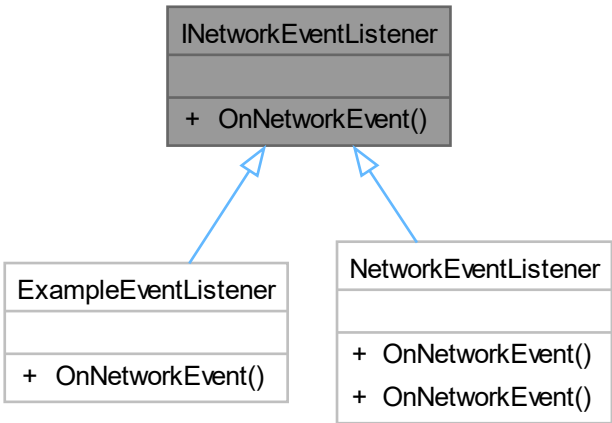 INetworkEventListener
+ OnNetworkEvent()
ExampleEventListener
+ OnNetworkEvent()
NetworkEventListener
+ OnNetworkEvent()
+ OnNetworkEvent()